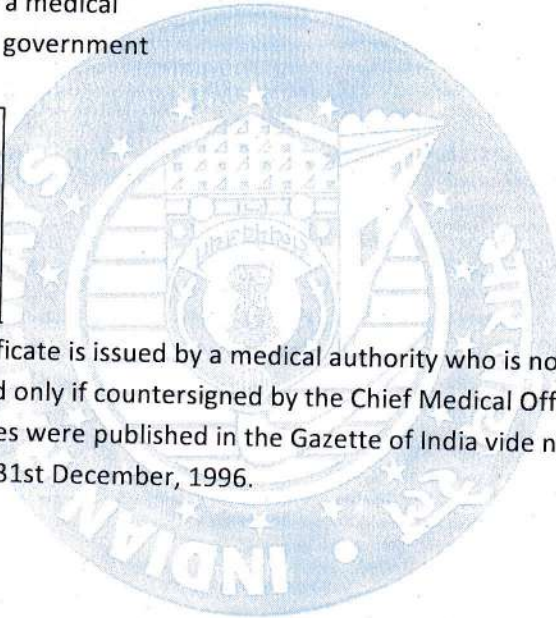 a medical
government
ficate is issued by a medical authority who is no
d only if countersigned by the Chief Medical Off
es were published in the Gazette of India vide n
31st December, 1996.
INDIAN